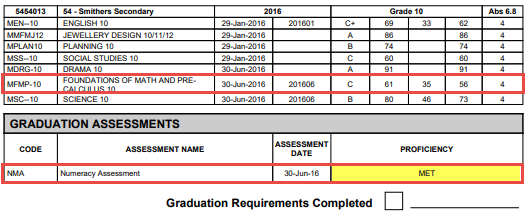 5454013 54 - Smithers Secondary 2016 Grade 10 Abs 6.8
MEN--10 ENGLISH 10 29-Jan-2016 201601 C+ 69 33 62 4
MMFMJ12 JEWELLERY DESIGN 10/11/12 29-Jan-2016 A 86 86 4
MPLAN10 PLANNING 10 29-Jan-2016 B 74 74 4
MSS--10 SOCIAL STUDIES 10 29-Jan-2016 C 60 60 4
MDRG-10 DRAMA 10 30-Jun-2016 A 91 91 4
MFMP-10 FOUNDATIONS OF MATH AND PRE- 30-Jun-2016 201606 C 61 35 56 4
CALCULUS 10
MSC--10 SCIENCE 10 30-Jun-2016 201606 B 80 46 73 4
GRADUATION ASSESSMENTS
CODE ASSESSMENT NAME ASSESSMENT DATE PROFICIENCY
NMA Numeracy Assessment 30-Jun-16 MET
Graduation Requirements Completed